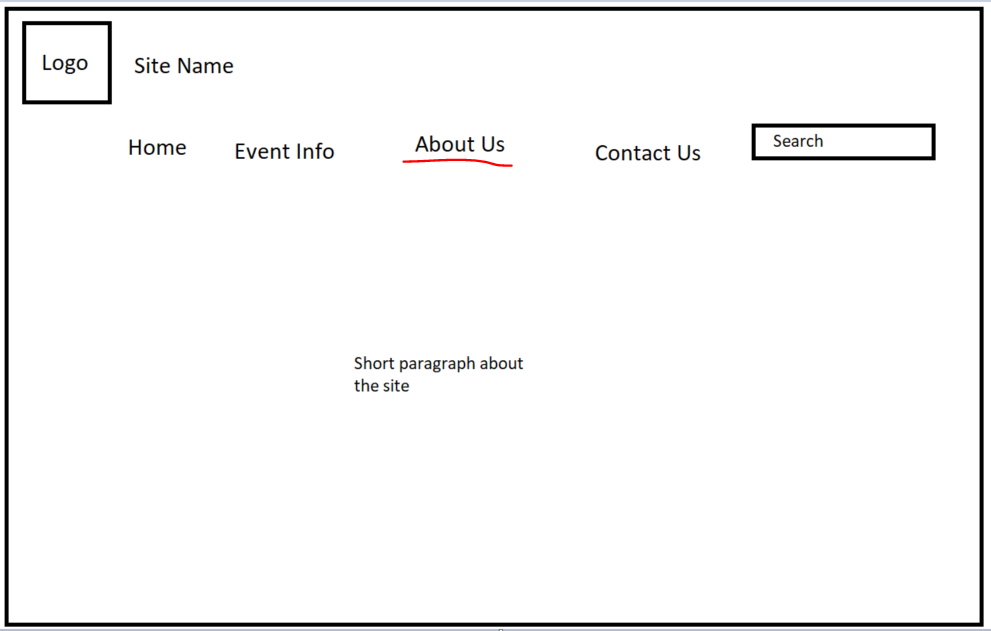 Logo
Site Name
Home
Event Info
About Us
Contact Us
Search
Short paragraph about
the site